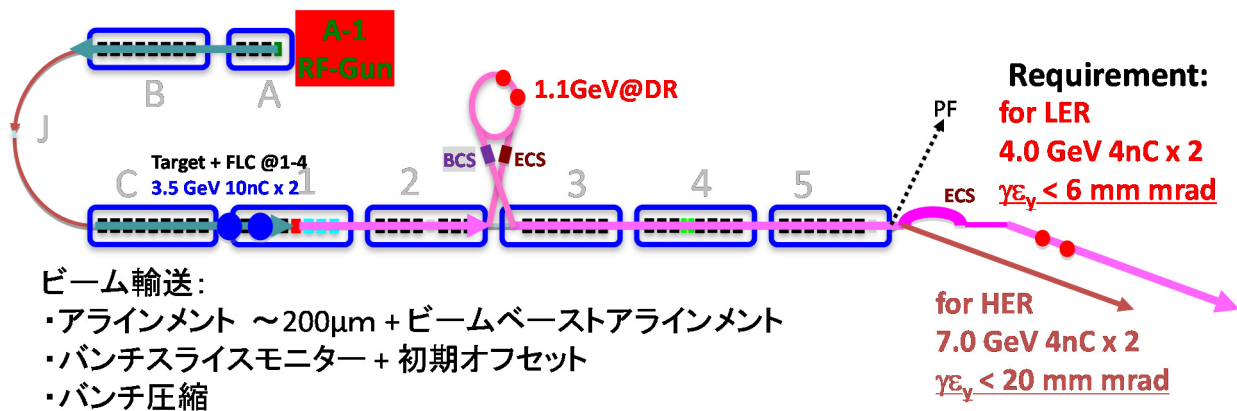 A-1
RF-Gun
B
A
J
1.1GeV@DR
Requirement:
for LER
4.0 GeV 4nC x 2
γεy < 6 mm mrad
PF
Target + FLC @1-4
3.5 GeV 10nC x 2
BCS
ECS
ECS
C
1
2
3
4
5
ビーム輸送:
・アラインメント ～200μm + ビームベーストアラインメント
・バンチスライスモニター + 初期オフセット
・バンチ圧縮
for HER
7.0 GeV 4nC x 2
γεy < 20 mm mrad